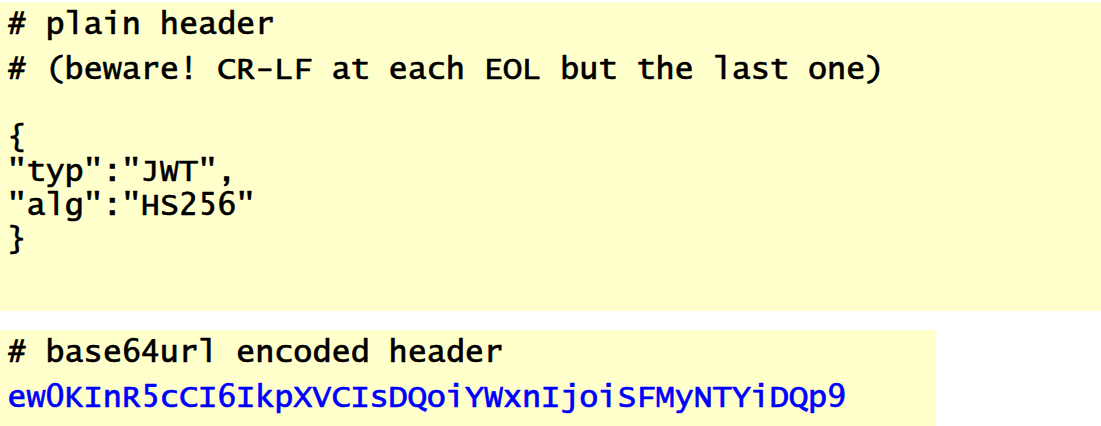 # plain header
# (beware! CR-LF at each EOL but the last one)
{
"typ":"JWT",
"alg":"HS256"
}
# base64url encoded header
ew0KInR5cCI6IkpXVCIsDQoiYWxnIjoiSFMyNTYiDQp9